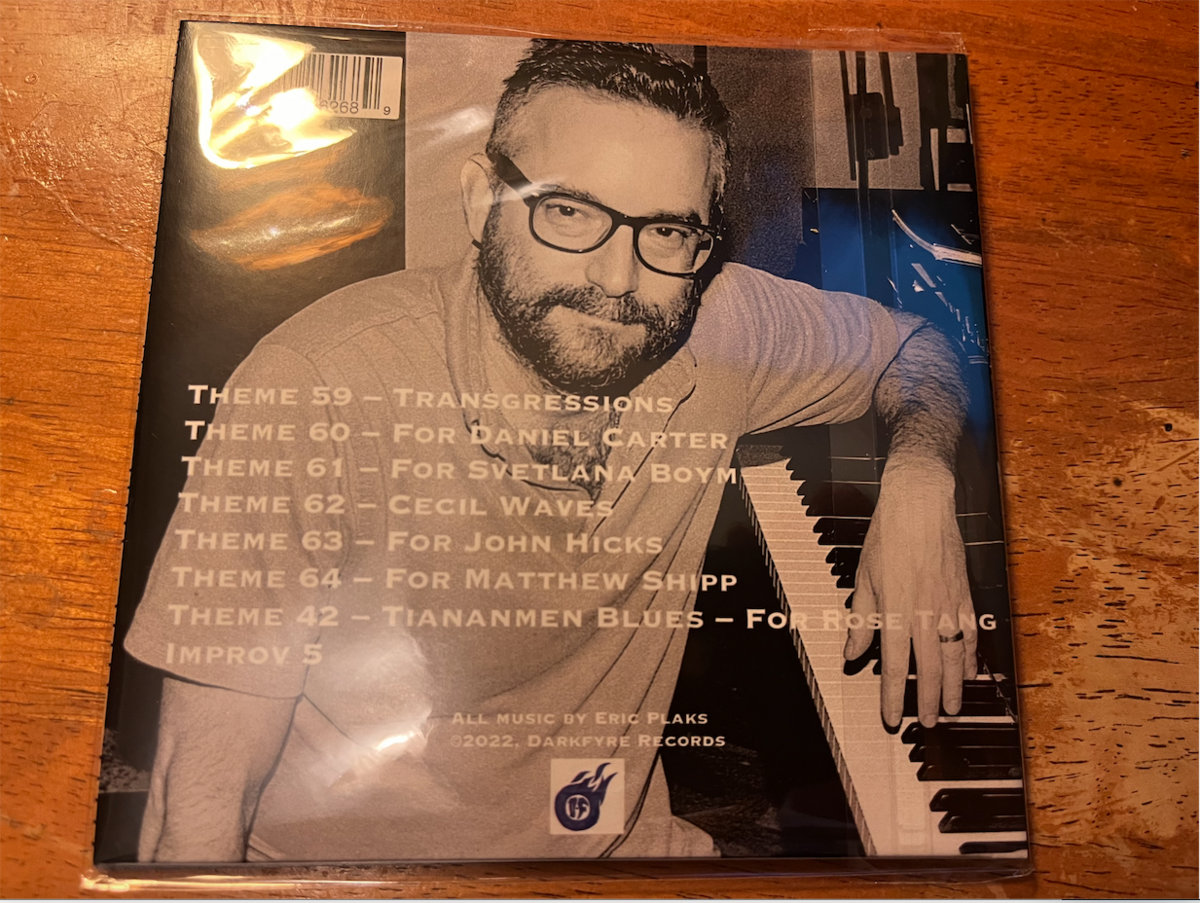 8268 9
THEME 59 – TRANSGRESSIONS
THEME 60 – FOR DANIEL CARTER
THEME 61 – FOR SVETLANA BOYM
THEME 62 – CECIL WAVES
THEME 63 – FOR JOHN HICKS
THEME 64 – FOR MATTHEW SHIPP
THEME 42 – TIANANMEN BLUES – FOR ROSE TANG
IMPROV 5
ALL MUSIC BY ERIC PLAKS
©2022, DARKFYRE RECORDS